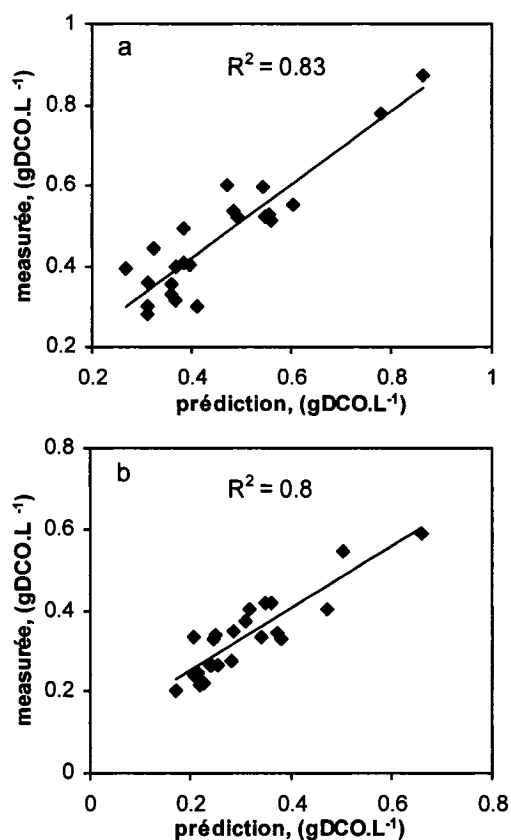 a
R² = 0.83
1
0.8
0.6
0.4
0.2
measurée, (gDCO.L⁻¹)
0.2 0.4 0.6 0.8 1
prédiction, (gDCO.L⁻¹)
b
R² = 0.8
0.8
0.6
0.4
0.2
0
measurée, (gDCO.L⁻¹)
0 0.2 0.4 0.6 0.8
prédiction, (gDCO.L⁻¹)